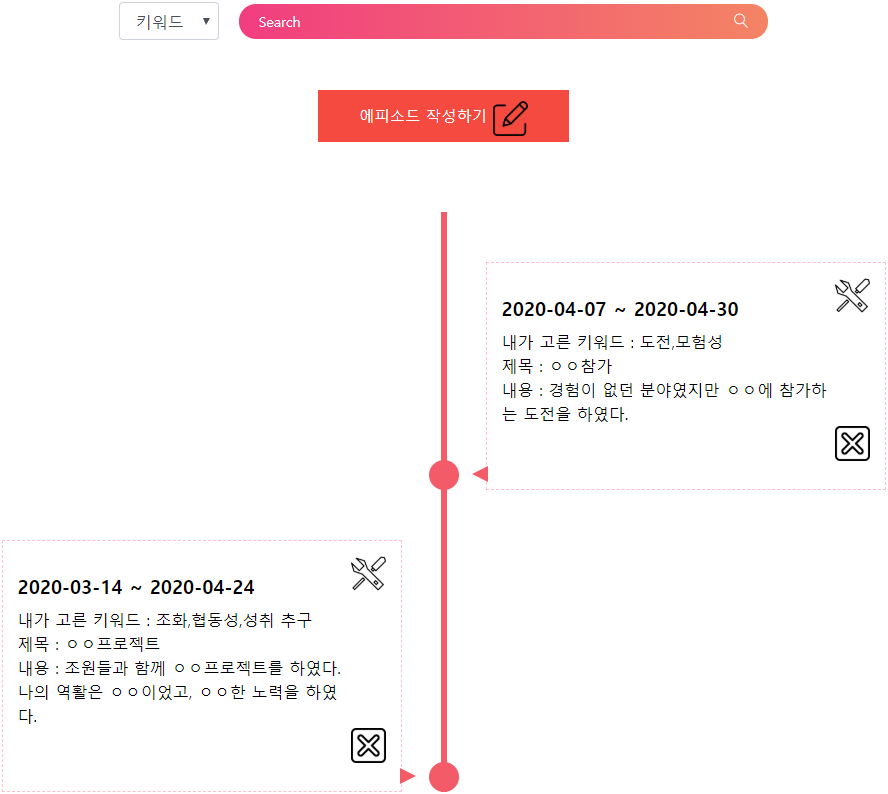 키워드 ▼
Search
에피소드 작성하기
2020-04-07 ~ 2020-04-30
내가 고른 키워드 : 도전,모험성
제목 : ㅇㅇ참가
내용 : 경험이 없던 분야였지만 ㅇㅇ에 참가하
는 도전을 하였다.
2020-03-14 ~ 2020-04-24
내가 고른 키워드 : 조화,협동성,성취 추구
제목 : ㅇㅇ프로젝트
내용 : 조원들과 함께 ㅇㅇ프로젝트를 하였다.
나의 역활은 ㅇㅇ이었고, ㅇㅇ한 노력을 하였
다.